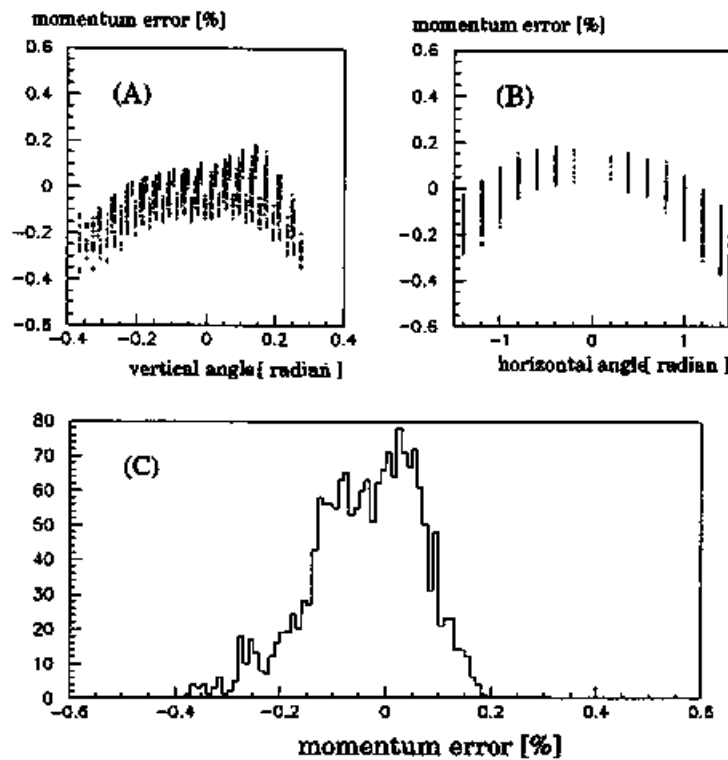 momentum error [%]
0.6
0.4
0.2
0
-0.2
-0.4
-0.6
-0.4 -0.2 0 0.2 0.4
(A)
vertical angle[ radian ]
momentum error [%]
0.6
0.4
0.2
0
-0.2
-0.4
-0.6
-1 0 1
(B)
horizontal angle[ radian ]
80
70
60
50
40
30
20
10
0
-0.6 -0.4 -0.2 0 0.2 0.4 0.6
(C)
momentum error [%]